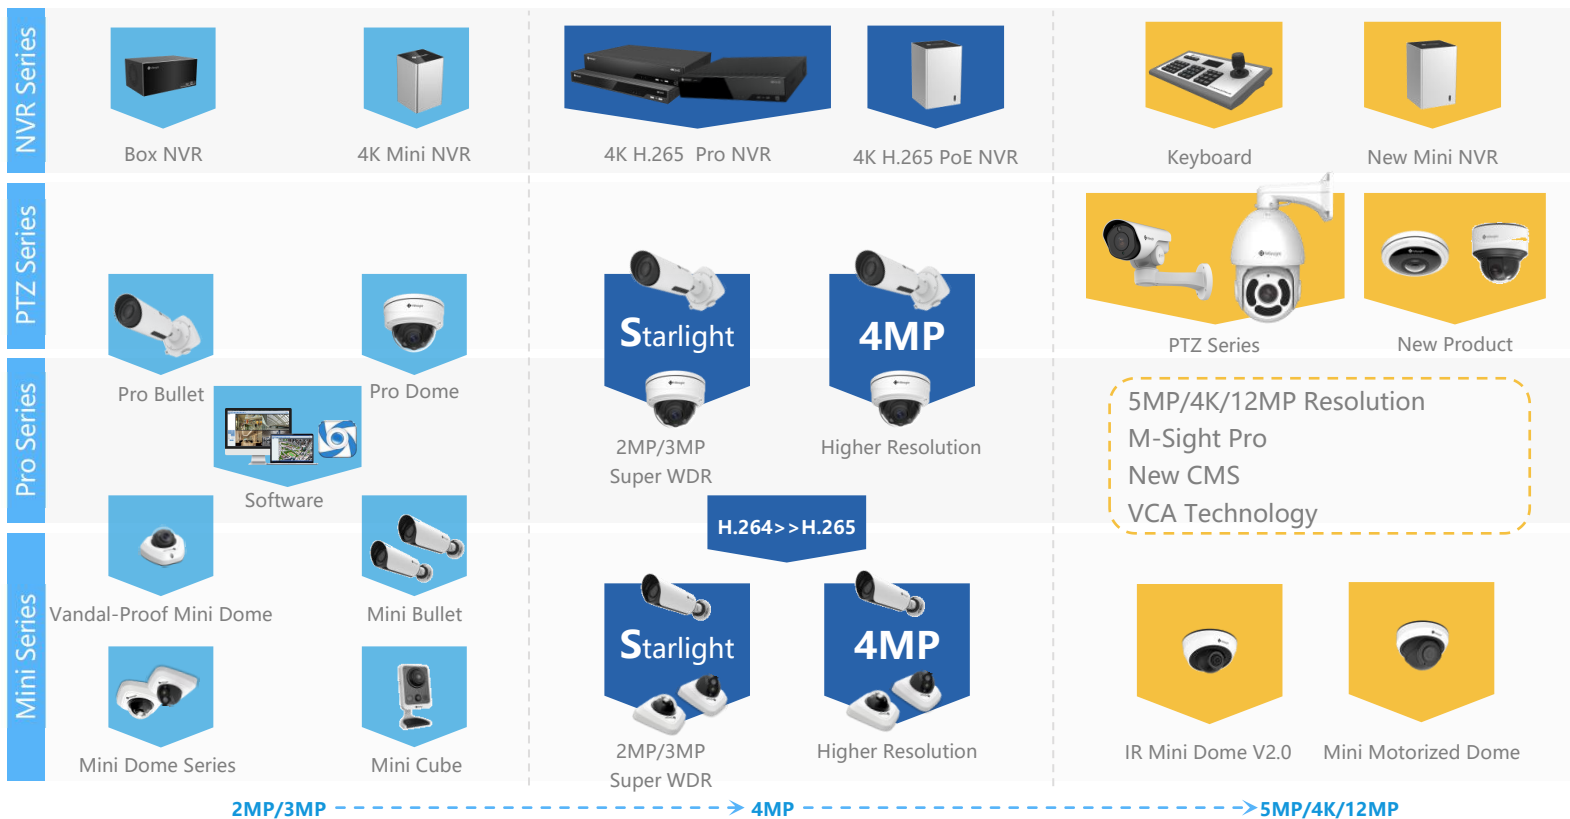 NVR Series
Box NVR
4K Mini NVR
4K H.265 Pro NVR
4K H.265 PoE NVR
Keyboard
New Mini NVR
PTZ Series
Pro Bullet
Pro Dome
Starlight
4MP
PTZ Series
New Product
Pro Series
Software
2MP/3MP
Super WDR
Higher Resolution
5MP/4K/12MP Resolution
M-Sight Pro
New CMS
VCA Technology
H.264>>H.265
Mini Series
Vandal-Proof Mini Dome
Mini Bullet
Starlight
4MP
Mini Dome Series
Mini Cube
2MP/3MP
Super WDR
Higher Resolution
IR Mini Dome V2.0
Mini Motorized Dome
2MP/3MP
4MP
5MP/4K/12MP